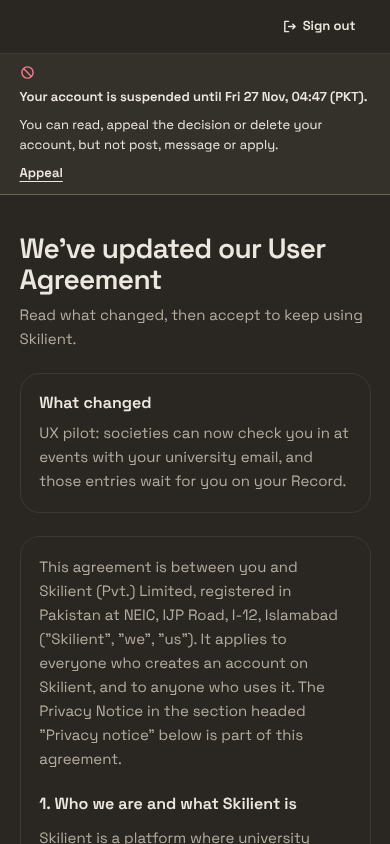 Sign out
Your account is suspended until Fri 27 Nov, 04:47 (PKT).
You can read, appeal the decision or delete your
account, but not post, message or apply.
Appeal
We've updated our User
Agreement
Read what changed, then accept to keep using
Skilient.
What changed
UX pilot: societies can now check you in at
events with your university email, and
those entries wait for you on your Record.
This agreement is between you and
Skilient (Pvt.) Limited, registered in
Pakistan at NEIC, IJP Road, I-12, Islamabad
("Skilient", "we", "us"). It applies to
everyone who creates an account on
Skilient, and to anyone who uses it. The
Privacy Notice in the section headed
"Privacy notice" below is part of this
agreement.
1. Who we are and what Skilient is
Skilient is a platform where university